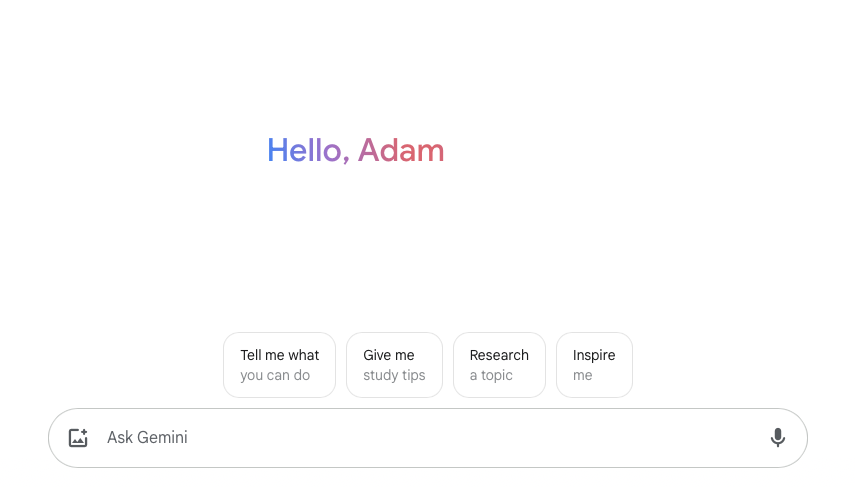 Hello, Adam
Tell me what
you can do
Give me
study tips
Research
a topic
Inspire
me
Ask Gemini